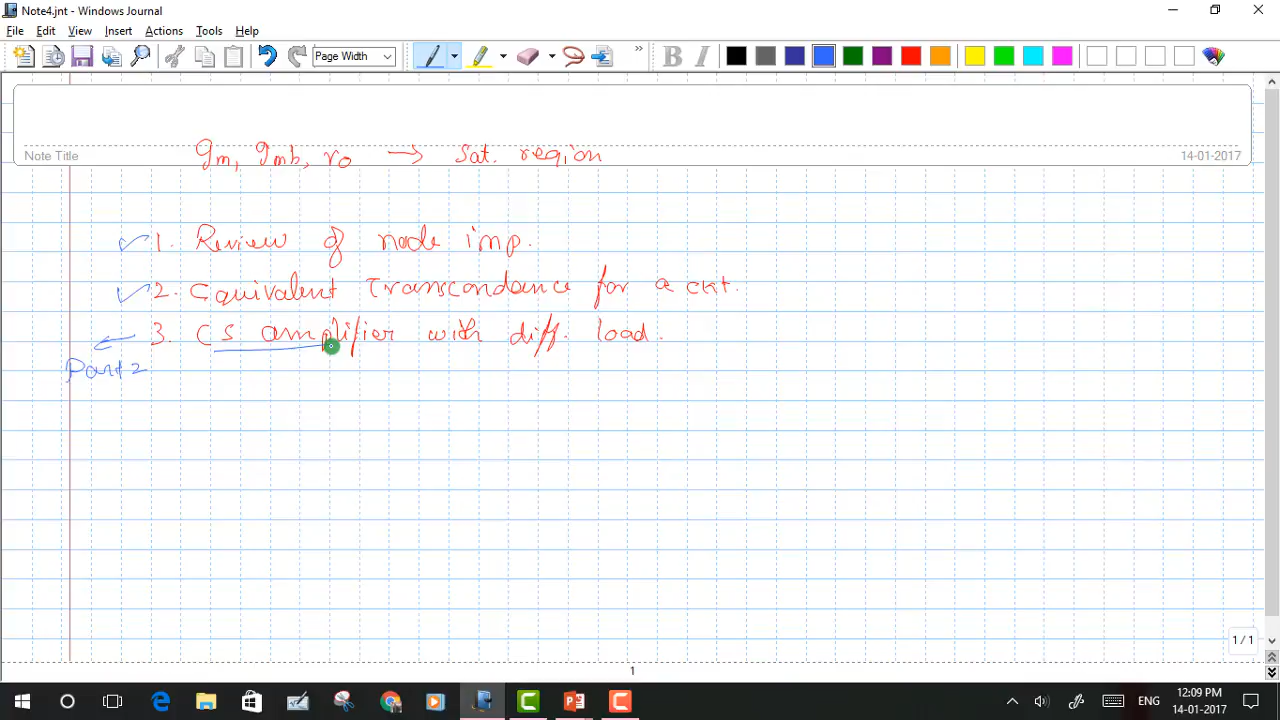 Note4.jnt - Windows Journal
File Edit View Insert Actions Tools Help
Page Width
B I
gm, gmb, ro → Sat. region
Note Title
14-01-2017
1. Review of node imp.
2. Equivalent Transcondance for a ckt.
3. CS amplifier with diff. load.
Part 2
1 / 1
1
ENG
12:09 PM
14-01-2017